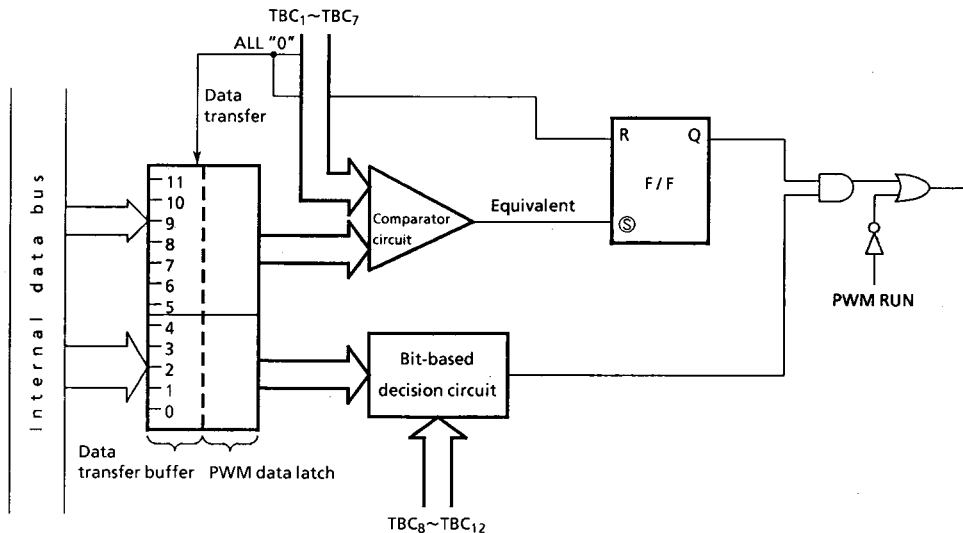 TBC₁~TBC₇
ALL "0"
Data
transfer
Internal data bus
11
10
9
8
7
6
5
4
3
2
1
0
Comparator
circuit
Equivalent
R
Q
F / F
Ⓢ
PWM RUN
Bit-based
decision circuit
Data
transfer buffer
PWM data latch
TBC₈~TBC₁₂